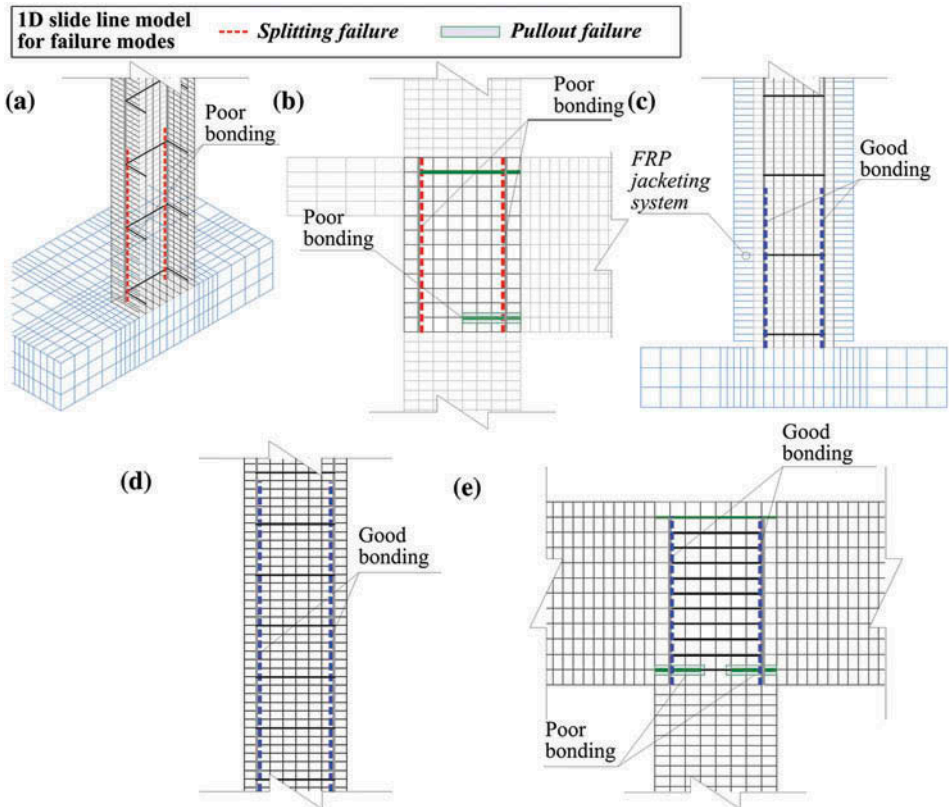 1D slide line model
for failure modes
Splitting failure
Pullout failure
(a)
Poor
bonding
(b)
Poor
bonding
Poor
bonding
(c)
FRP
jacketing
system
Good
bonding
(d)
Good
bonding
(e)
Good
bonding
Poor
bonding